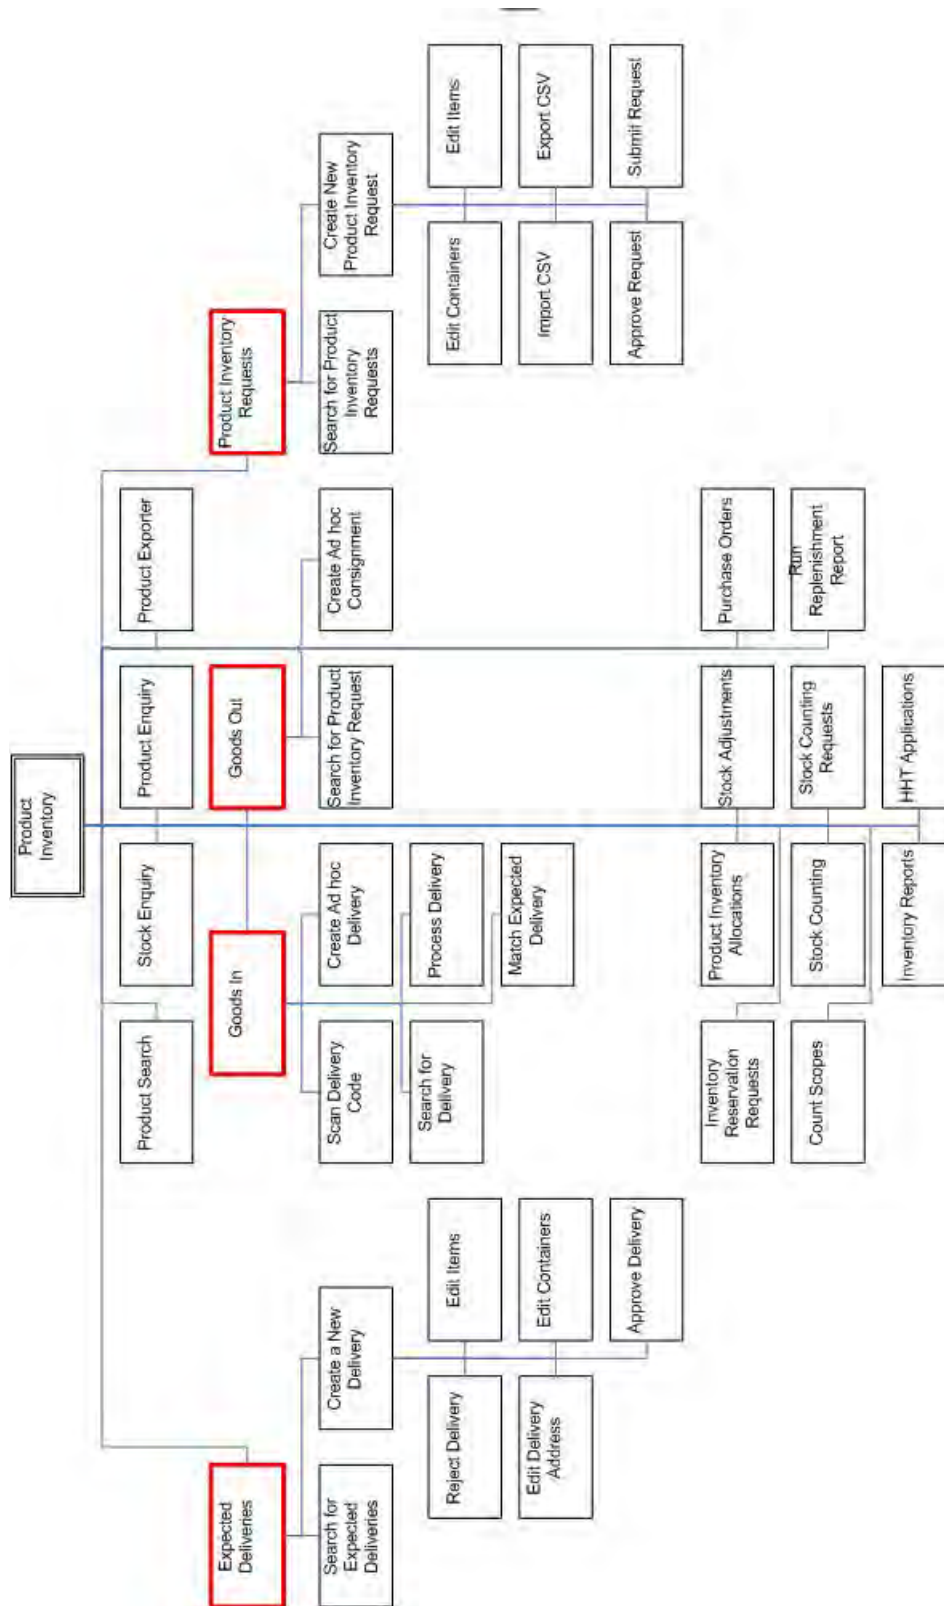 Product
Inventory
Product Search
Stock Enquiry
Product Enquiry
Product Exporter
Expected
Deliveries
Goods In
Goods Out
Product Inventory
Requests
Search for
Expected
Deliveries
Create a New
Delivery
Scan Delivery
Code
Create Ad hoc
Delivery
Search for Product
Inventory Request
Create Ad hoc
Consignment
Search for Product
Inventory
Requests
Create New
Product Inventory
Request
Search for
Delivery
Process Delivery
Reject Delivery
Edit Items
Edit Containers
Edit Items
Match Expected
Delivery
Edit Delivery
Address
Edit Containers
Import CSV
Export CSV
Approve Delivery
Approve Request
Submit Request
Inventory
Reservation
Requests
Product Inventory
Allocations
Stock Adjustments
Purchase Orders
Count Scopes
Stock Counting
Stock Counting
Requests
Run
Replenishment
Report
Inventory Reports
HHT Applications